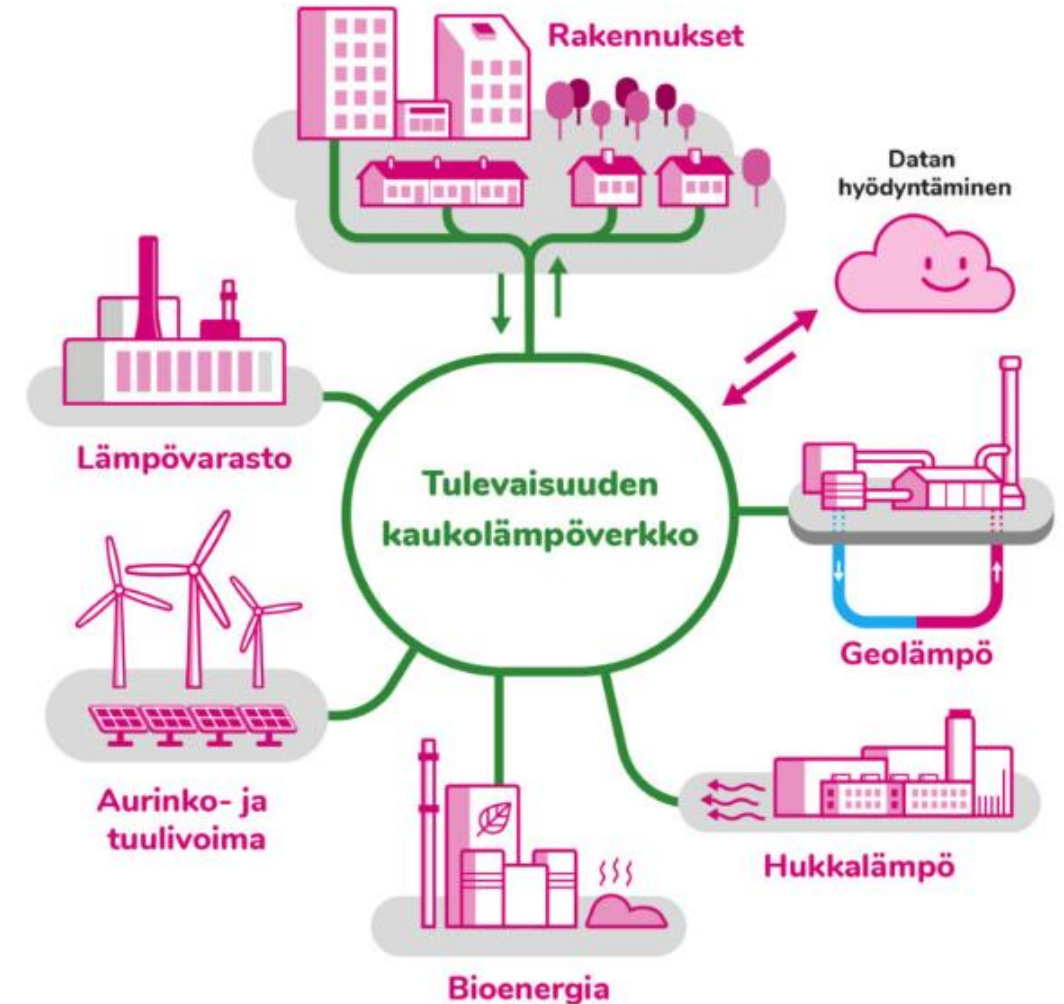 Rakennukset
Datan
hyödyntäminen
Lämpövarasto
Tulevaisuuden
kaukolämpöverkko
Geolämpö
Aurinko- ja
tuulivoima
Hukkalämpö
Bioenergia